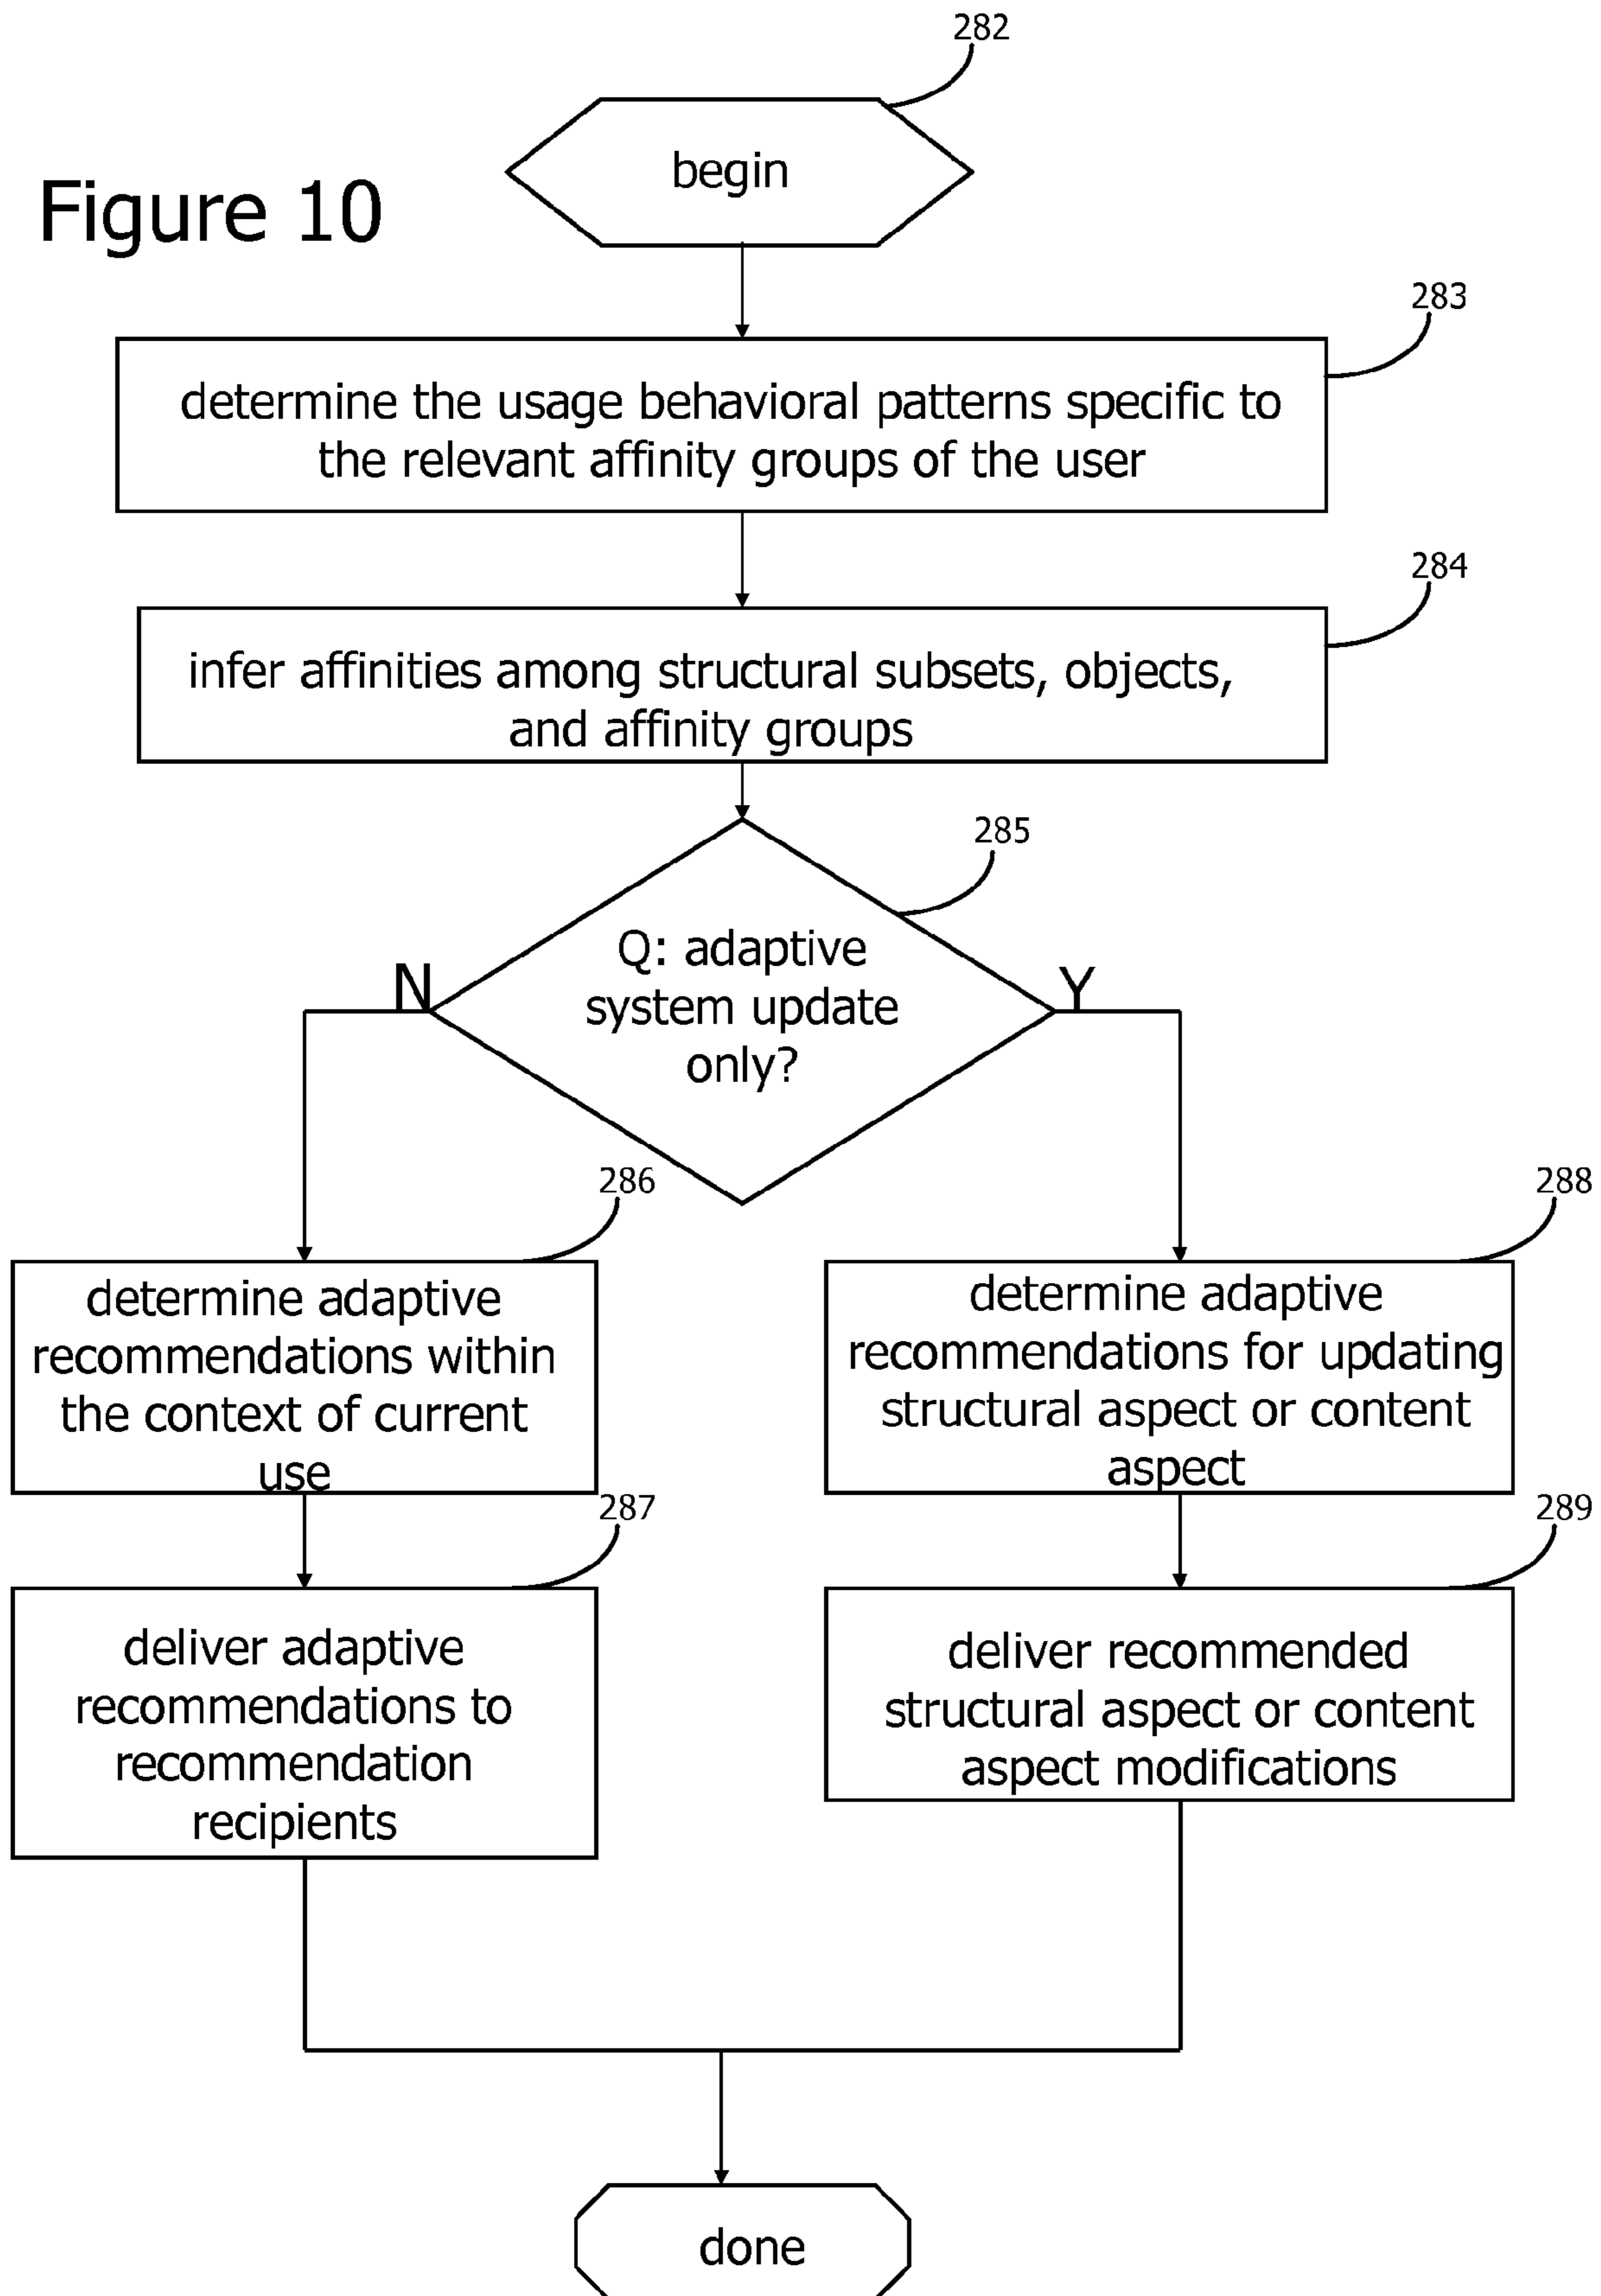 282
begin
Figure 10
283
determine the usage behavioral patterns specific to
the relevant affinity groups of the user
284
infer affinities among structural subsets, objects,
and affinity groups
285
Q: adaptive
system update
only?
N
Y
286
determine adaptive
recommendations within
the context of current
use
288
determine adaptive
recommendations for updating
structural aspect or content
aspect
287
deliver adaptive
recommendations to
recommendation
recipients
289
deliver recommended
structural aspect or content
aspect modifications
done